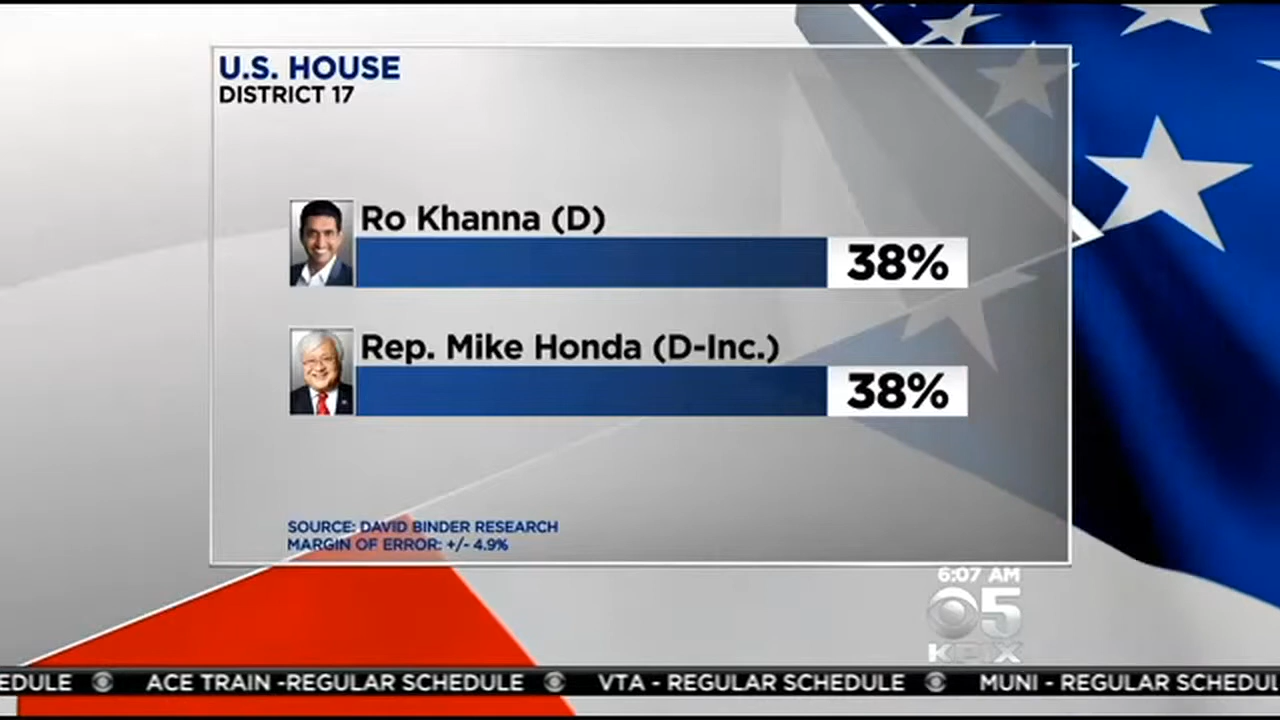 U.S. HOUSE
DISTRICT 17
Ro Khanna (D)
38%
Rep. Mike Honda (D-Inc.)
38%
SOURCE: DAVID BINDER RESEARCH
MARGIN OF ERROR: +/- 4.9%
6:07 AM
5
KPIX
EDULE ACE TRAIN -REGULAR SCHEDULE VTA - REGULAR SCHEDULE MUNI - REGULAR SCHEDUL